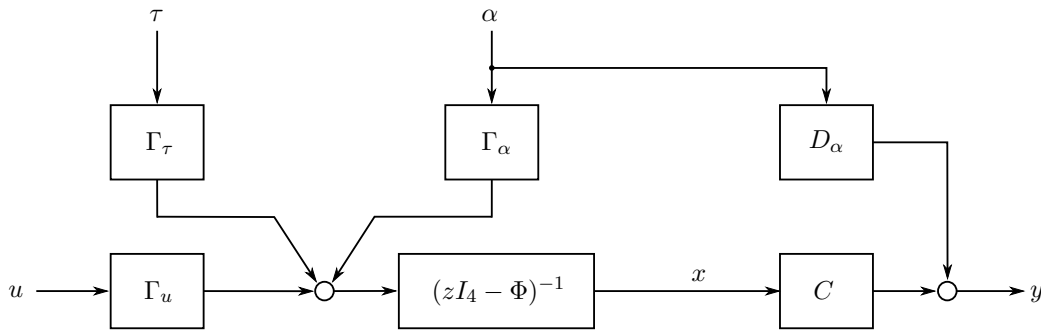 τ α
Γ_τ Γ_α D_α
u Γ_u (zI_4 − Φ)^{−1} x C y